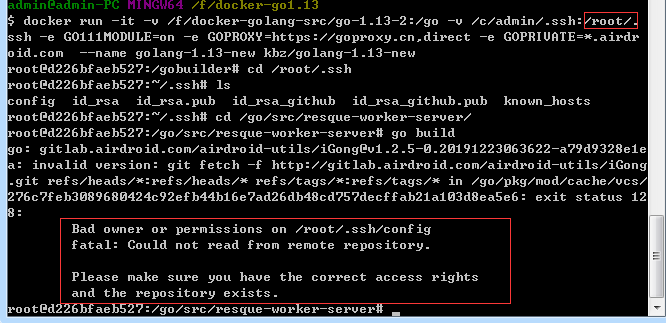 admin@admin-PC MINGW64 /f/docker-go1.13
$ docker run -it -v /f/docker-golang-src/go-1.13-2:/go -v /c/admin/.ssh:/root/.
ssh -e GO111MODULE=on -e GOPROXY=https://goproxy.cn,direct -e GOPRIVATE=*.airdr
oid.com  --name golang-1.13-new kbz/golang-1.13-new
root@d226bfaeb527:/gobuilder# cd /root/.ssh
root@d226bfaeb527:~/.ssh# ls
config  id_rsa  id_rsa.pub  id_rsa_github  id_rsa_github.pub  known_hosts
root@d226bfaeb527:~/.ssh# cd /go/src/resque-worker-server/
root@d226bfaeb527:/go/src/resque-worker-server# go build
go: gitlab.airdroid.com/airdroid-utils/iGong@v1.2.5-0.20191223063622-a79d9328e1e
a: invalid version: git fetch -f http://gitlab.airdroid.com/airdroid-utils/iGong
.git refs/heads/*:refs/heads/* refs/tags/*:refs/tags/* in /go/pkg/mod/cache/vcs/
276c7feb3089680424c92efb44b16e7ad26db48cd757decffab21a103d8ea5e6: exit status 12
8:
Bad owner or permissions on /root/.ssh/config
fatal: Could not read from remote repository.
Please make sure you have the correct access rights
and the repository exists.
root@d226bfaeb527:/go/src/resque-worker-server#